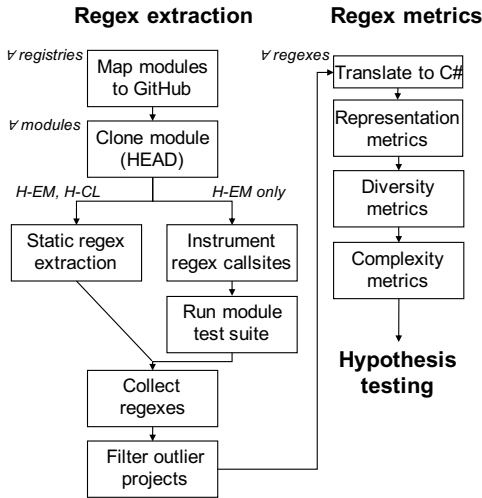 Regex extraction
∀ registries
Map modules
to GitHub
∀ modules
Clone module
(HEAD)
H-EM, H-CL
H-EM only
Static regex
extraction
Instrument
regex callsites
Run module
test suite
Collect
regexes
Filter outlier
projects
Regex metrics
∀ regexes
Translate to C#
Representation
metrics
Diversity
metrics
Complexity
metrics
Hypothesis
testing